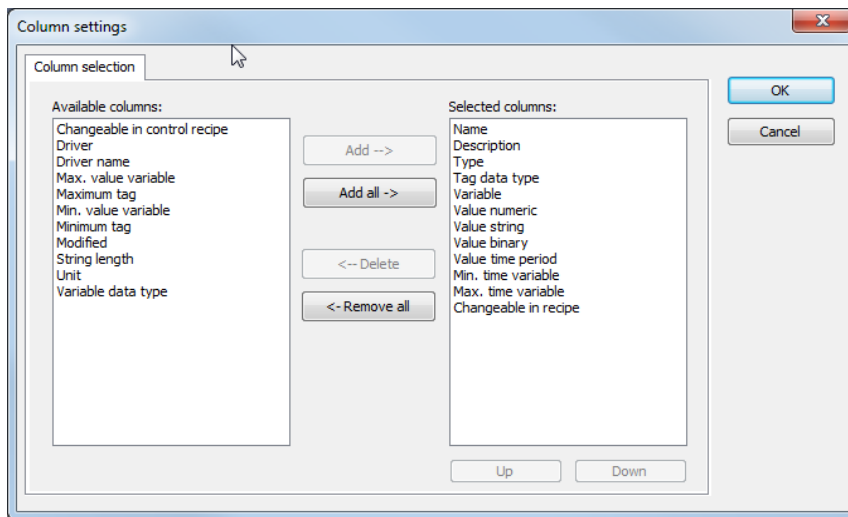 Column settings
Column selection
Available columns:
Changeable in control recipe
Driver
Driver name
Max. value variable
Maximum tag
Min. value variable
Minimum tag
Modified
String length
Unit
Variable data type
Add -->
Add all ->
<-- Delete
<- Remove all
Selected columns:
Name
Description
Type
Tag data type
Variable
Value numeric
Value string
Value binary
Value time period
Min. time variable
Max. time variable
Changeable in recipe
Up
Down
OK
Cancel